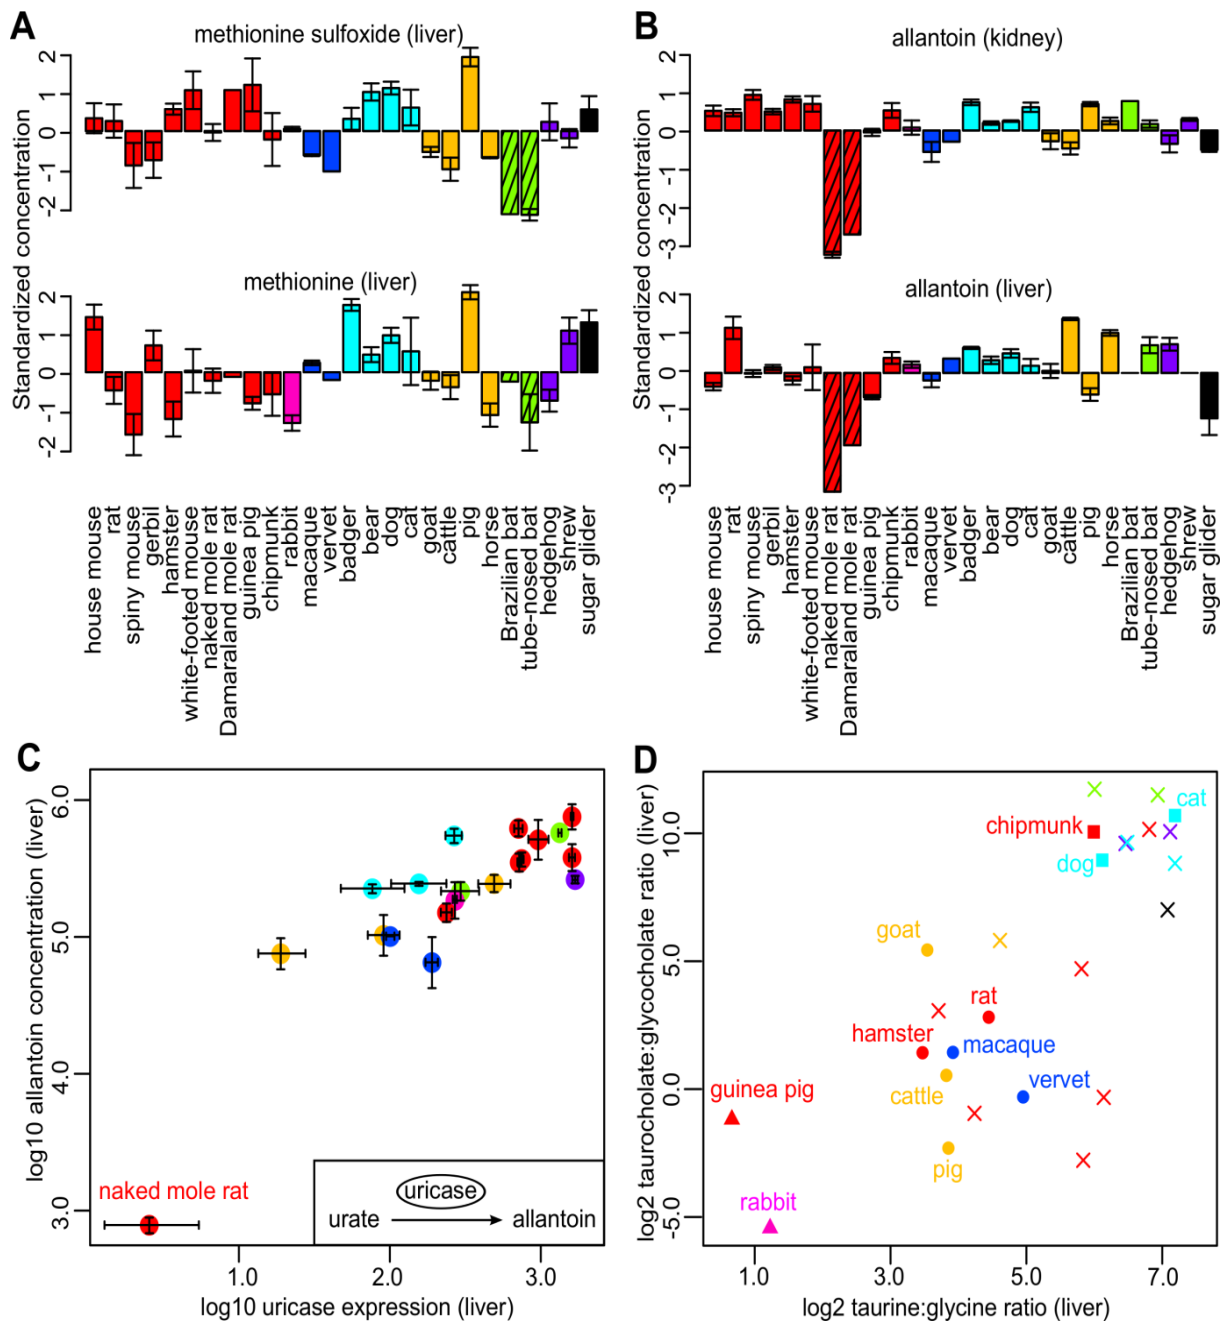 A
methionine sulfoxide (liver)
2
1
0
-1
-2
Standardized concentration
methionine (liver)
2
1
0
-1
-2
house mouse
rat
spiny mouse
gerbil
hamster
white-footed mouse
naked mole rat
Damaraland mole rat
guinea pig
chipmunk
rabbit
macaque
vervet
badger
bear
dog
cat
goat
cattle
pig
horse
Brazilian bat
tube-nosed bat
hedgehog
shrew
sugar glider
B
allantoin (kidney)
2
1
0
-1
-2
-3
Standardized concentration
allantoin (liver)
2
1
0
-1
-2
-3
house mouse
rat
spiny mouse
gerbil
hamster
white-footed mouse
naked mole rat
Damaraland mole rat
guinea pig
chipmunk
rabbit
macaque
vervet
badger
bear
dog
cat
goat
cattle
pig
horse
Brazilian bat
tube-nosed bat
hedgehog
shrew
sugar glider
C
log10 allantoin concentration (liver)
6.0
5.0
4.0
3.0
naked mole rat
uricase
urate allantoin
1.0 2.0 3.0
log10 uricase expression (liver)
D
log2 taurocholate:glycocholate ratio (liver)
10.0
5.0
0.0
-5.0
cat
chipmunk
dog
goat
rat
hamster
macaque
vervet
cattle
guinea pig
pig
rabbit
1.0 3.0 5.0 7.0
log2 taurine:glycine ratio (liver)